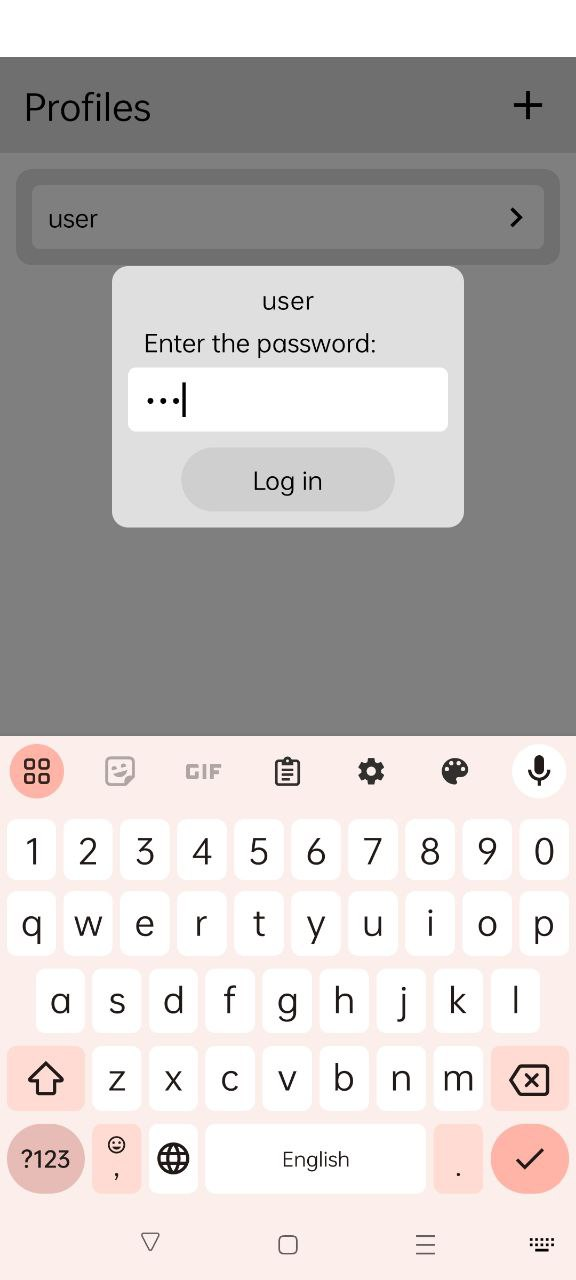 Profiles
user
user
Enter the password:
•••
Log in
GIF
1 2 3 4 5 6 7 8 9 0
q w e r t y u i o p
a s d f g h j k l
z x c v b n m
?123 , English .